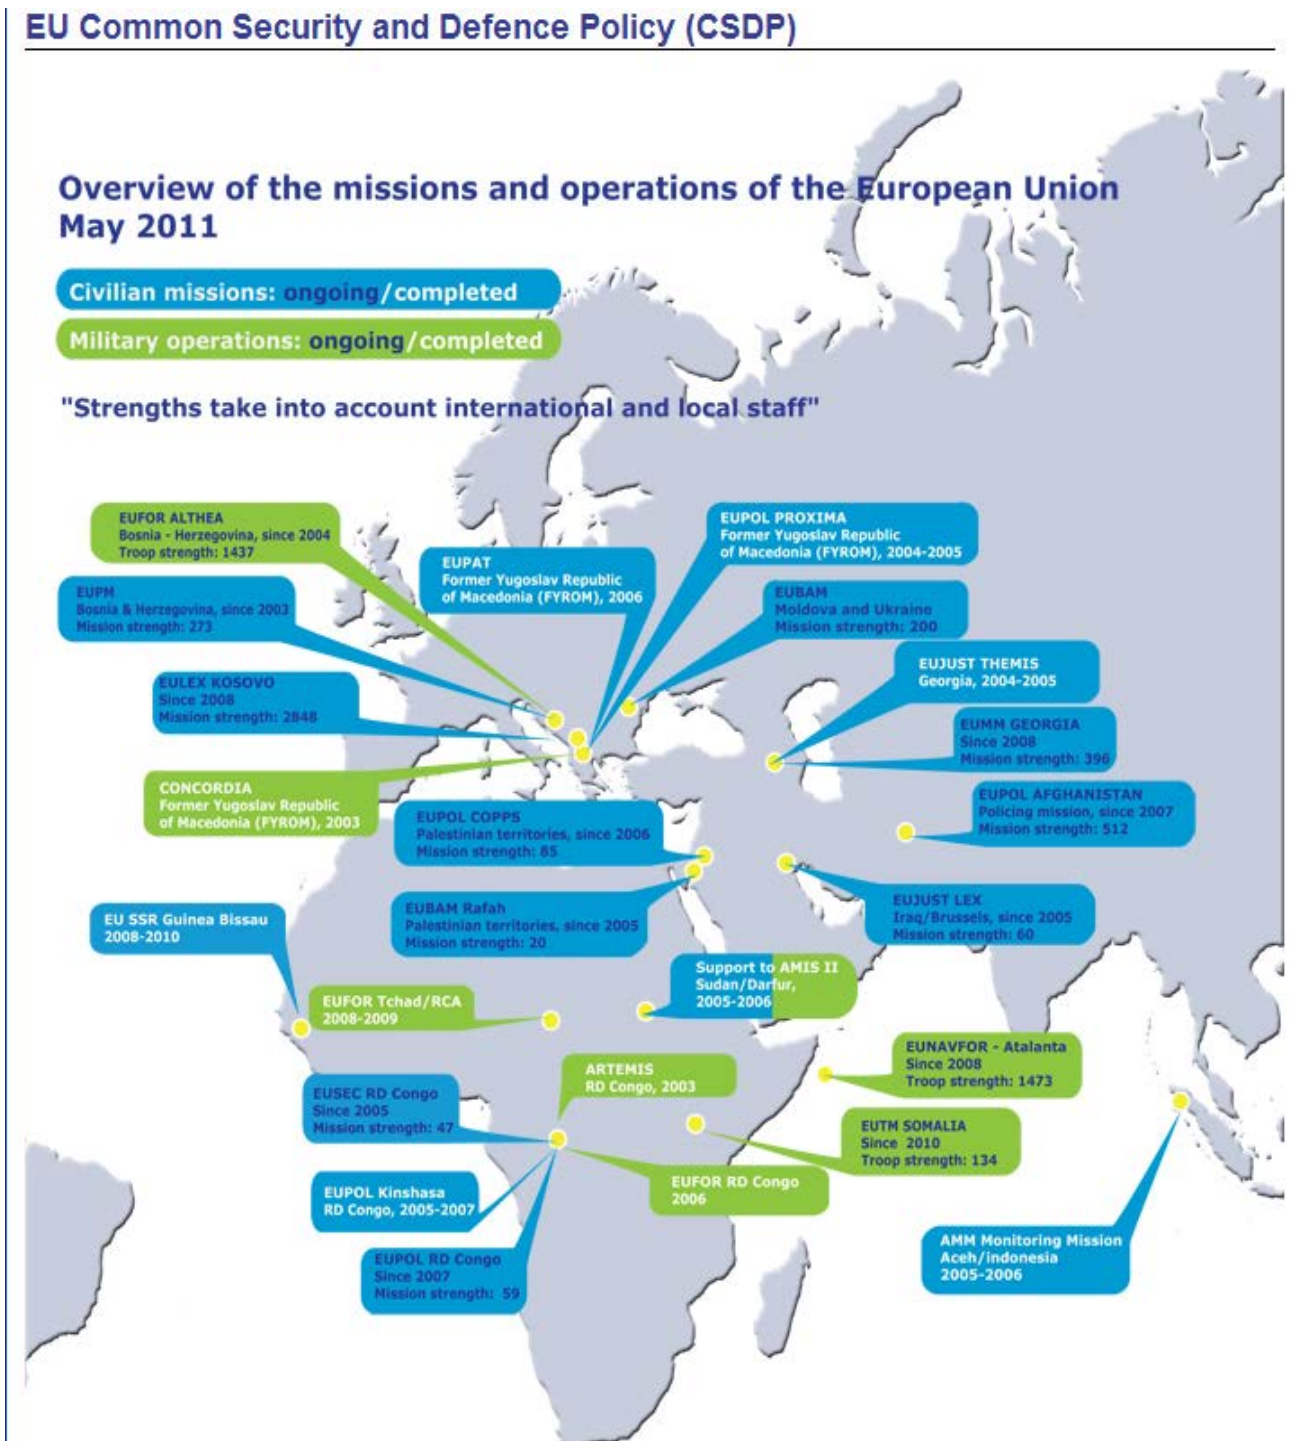 EU Common Security and Defence Policy (CSDP)
Overview of the missions and operations of the European Union
May 2011
Civilian missions: ongoing/completed
Military operations: ongoing/completed
"Strengths take into account international and local staff"
EUFOR ALTHEA
Bosnia - Herzegovina, since 2004
Troop strength: 1437
EUPOL PROXIMA
Former Yugoslav Republic
of Macedonia (FYROM), 2004-2005
EUPAT
Former Yugoslav Republic
of Macedonia (FYROM), 2006
EUPM
Bosnia & Herzegovina, since 2003
Mission strength: 273
EUBAM
Moldova and Ukraine
Mission strength: 200
EUJUST THEMIS
Georgia, 2004-2005
EULEX KOSOVO
Since 2008
Mission strength: 2848
EUMM GEORGIA
Since 2008
Mission strength: 396
CONCORDIA
Former Yugoslav Republic
of Macedonia (FYROM), 2003
EUPOL COPPS
Palestinian territories, since 2006
Mission strength: 85
EUPOL AFGHANISTAN
Policing mission, since 2007
Mission strength: 512
EUBAM Rafah
Palestinian territories, since 2005
Mission strength: 20
EUJUST LEX
Iraq/Brussels, since 2005
Mission strength: 60
EU SSR Guinea Bissau
2008-2010
Support to AMIS II
Sudan/Darfur,
2005-2006
EUFOR Tchad/RCA
2008-2009
EUNAVFOR - Atalanta
Since 2008
Troop strength: 1473
ARTEMIS
RD Congo, 2003
EUSEC RD Congo
Since 2005
Mission strength: 47
EUTM SOMALIA
Since 2010
Troop strength: 134
EUFOR RD Congo
2006
EUPOL Kinshasa
RD Congo, 2005-2007
EUPOL RD Congo
Since 2007
Mission strength: 59
AMM Monitoring Mission
Aceh/indonesia
2005-2006